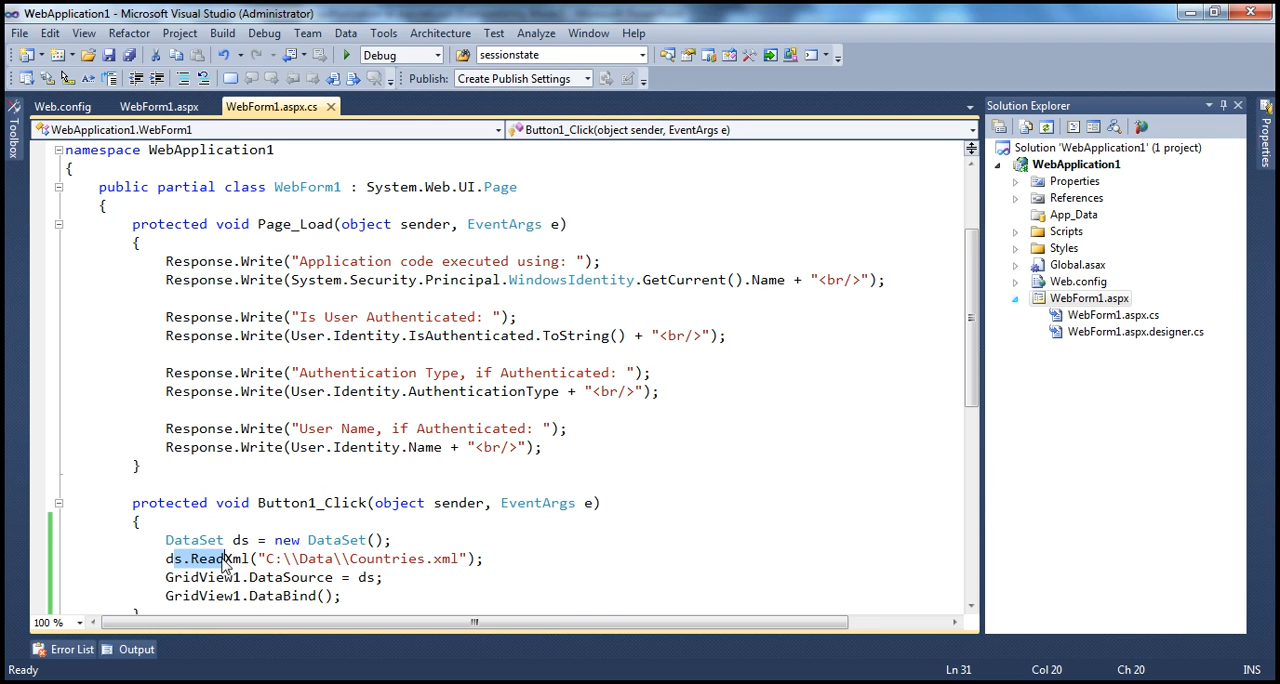 WebApplication1 - Microsoft Visual Studio (Administrator)
File Edit View Refactor Project Build Debug Team Data Tools Architecture Test Analyze Window Help
Debug sessionstate
Publish: Create Publish Settings
Web.config WebForm1.aspx WebForm1.aspx.cs
Solution Explorer
Toolbox
Properties
WebApplication1.WebForm1 Button1_Click(object sender, EventArgs e)
namespace WebApplication1
{
public partial class WebForm1 : System.Web.UI.Page
{
protected void Page_Load(object sender, EventArgs e)
{
Response.Write("Application code executed using: ");
Response.Write(System.Security.Principal.WindowsIdentity.GetCurrent().Name + "<br/>");
Response.Write("Is User Authenticated: ");
Response.Write(User.Identity.IsAuthenticated.ToString() + "<br/>");
Response.Write("Authentication Type, if Authenticated: ");
Response.Write(User.Identity.AuthenticationType + "<br/>");
Response.Write("User Name, if Authenticated: ");
Response.Write(User.Identity.Name + "<br/>");
}
protected void Button1_Click(object sender, EventArgs e)
{
DataSet ds = new DataSet();
ds.ReadXml("C:\\Data\\Countries.xml");
GridView1.DataSource = ds;
GridView1.DataBind();
}
100 %
Solution 'WebApplication1' (1 project)
WebApplication1
Properties
References
App_Data
Scripts
Styles
Global.asax
Web.config
WebForm1.aspx
WebForm1.aspx.cs
WebForm1.aspx.designer.cs
Error List Output
Ready Ln 31 Col 20 Ch 20 INS